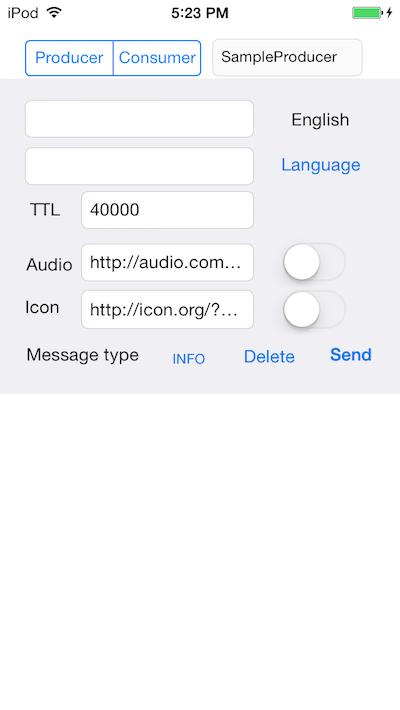 iPod 5:23 PM
Producer Consumer SampleProducer
English
Language
TTL 40000
Audio http://audio.com...
Icon http://icon.org/?...
Message type INFO Delete Send